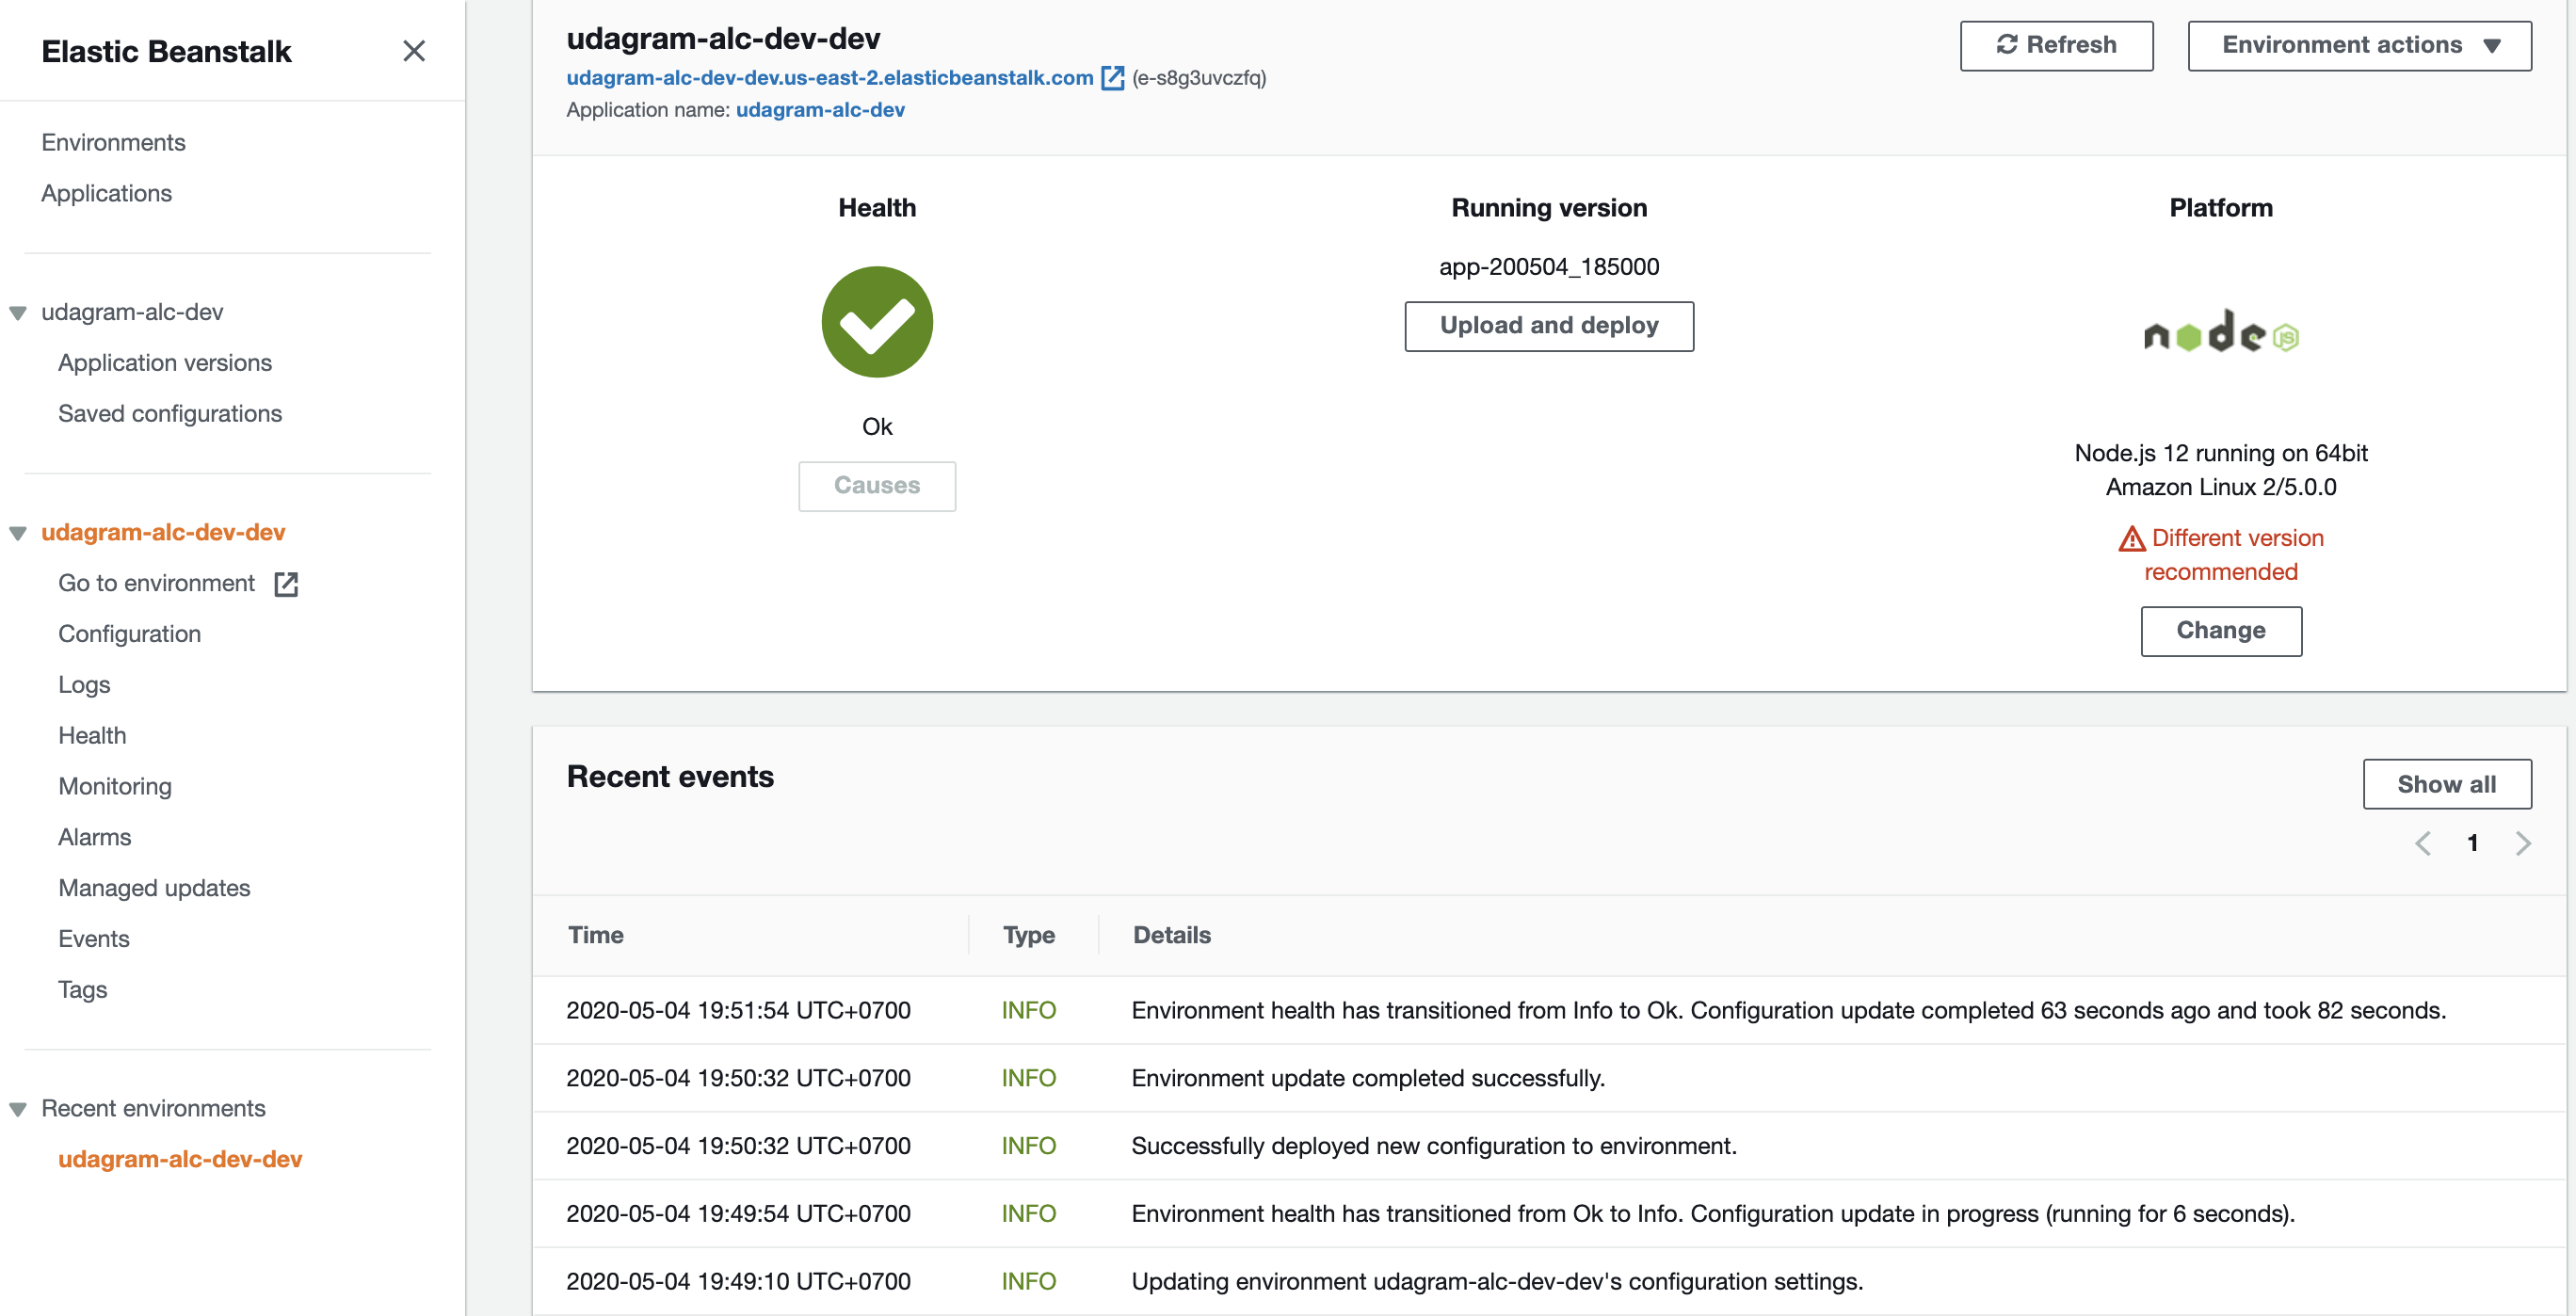 Elastic Beanstalk
Environments
Applications
udagram-alc-dev
Application versions
Saved configurations
udagram-alc-dev-dev
Go to environment
Configuration
Logs
Health
Monitoring
Alarms
Managed updates
Events
Tags
Recent environments
udagram-alc-dev-dev
udagram-alc-dev-dev
udagram-alc-dev-dev.us-east-2.elasticbeanstalk.com (e-s8g3uvczfq)
Application name: udagram-alc-dev
Refresh
Environment actions
Health
Ok
Causes
Running version
app-200504_185000
Upload and deploy
Platform
node JS
Node.js 12 running on 64bit
Amazon Linux 2/5.0.0
Different version
recommended
Change
Recent events
Show all
1
Time Type Details
2020-05-04 19:51:54 UTC+0700 INFO Environment health has transitioned from Info to Ok. Configuration update completed 63 seconds ago and took 82 seconds.
2020-05-04 19:50:32 UTC+0700 INFO Environment update completed successfully.
2020-05-04 19:50:32 UTC+0700 INFO Successfully deployed new configuration to environment.
2020-05-04 19:49:54 UTC+0700 INFO Environment health has transitioned from Ok to Info. Configuration update in progress (running for 6 seconds).
2020-05-04 19:49:10 UTC+0700 INFO Updating environment udagram-alc-dev-dev's configuration settings.